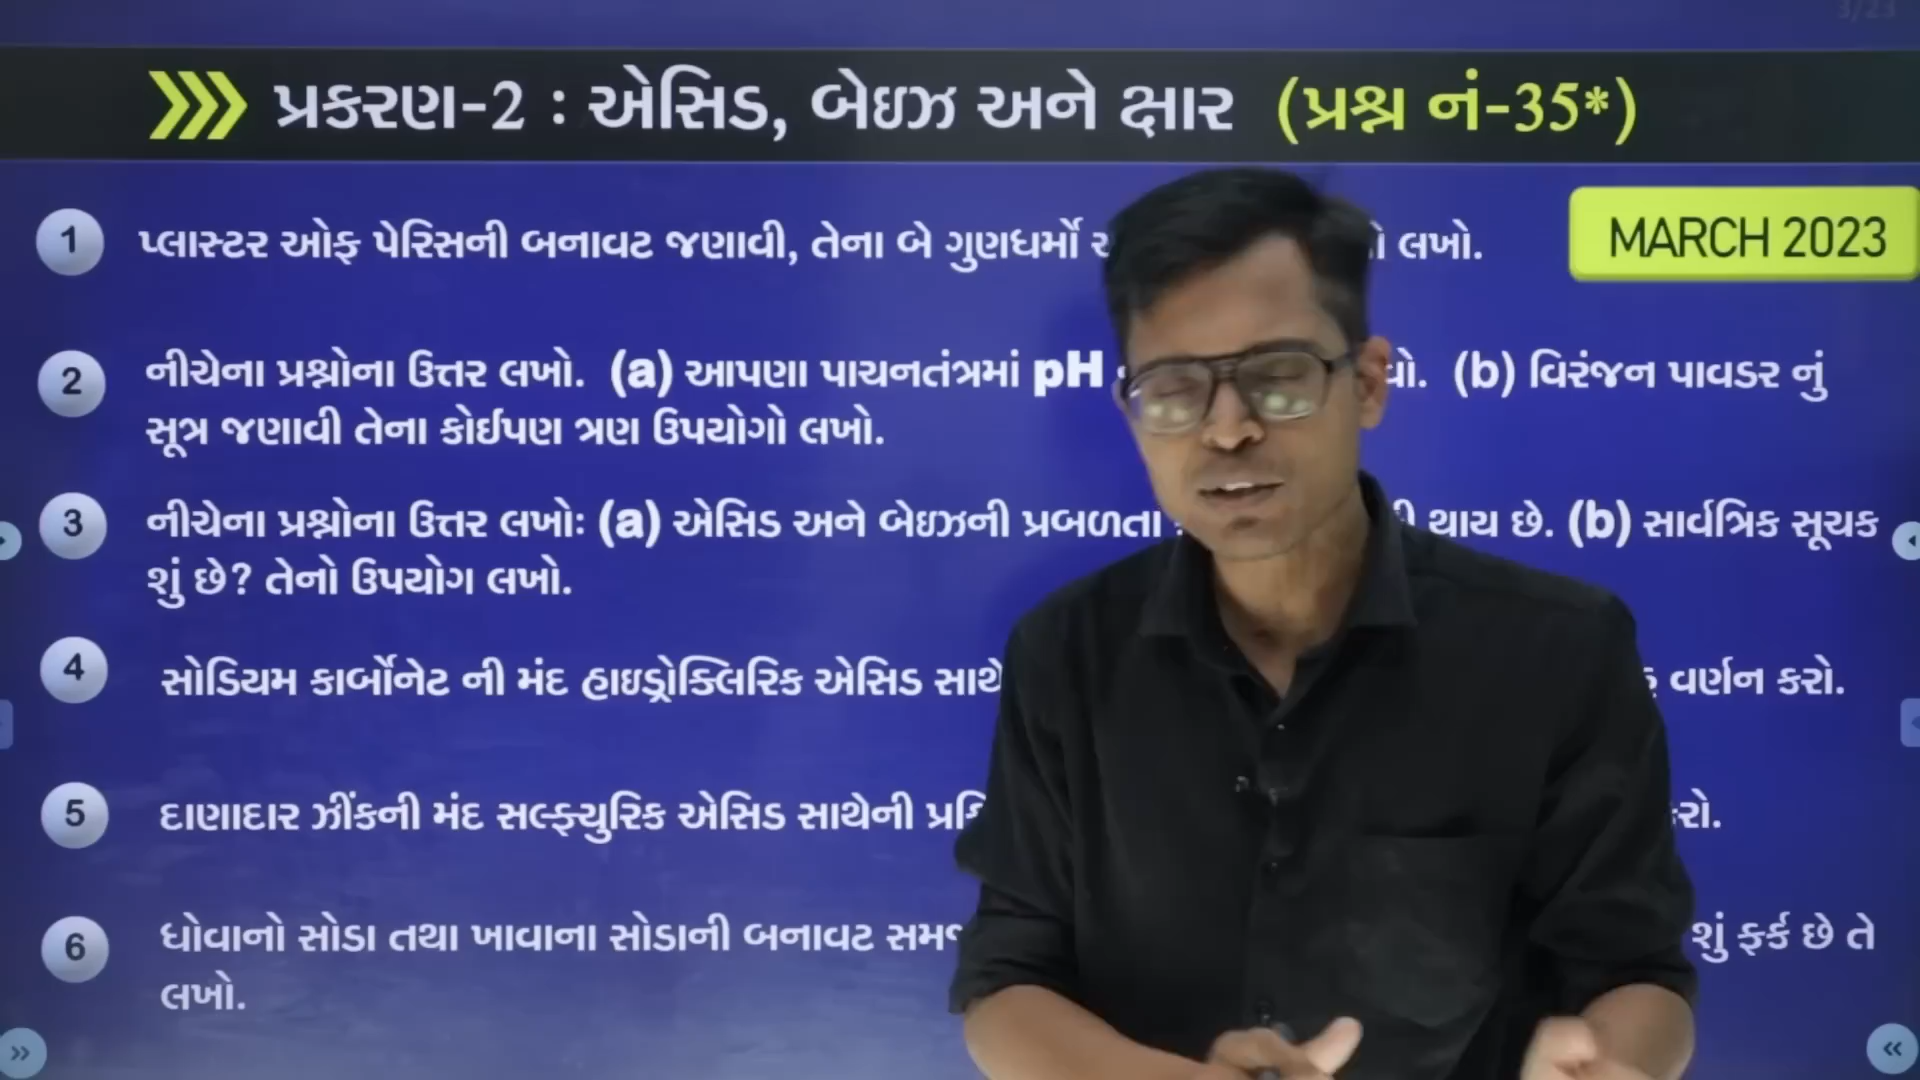 3/23
પ્રકરણ-2 : એસિડ, બેઇઝ અને ક્ષાર (પ્રશ્ન નં-35*)
1 પ્લાસ્ટર ઓફ પેરિસની બનાવટ જણાવી, તેના બે ગુણધર્મો લખો.
MARCH 2023
2 નીચેના પ્રશ્નોના ઉત્તર લખો. (a) આપણા પાચનતંત્રમાં pH (b) વિરંજન પાવડર નું
સૂત્ર જણાવી તેના કોઈપણ ત્રણ ઉપયોગો લખો.
3 નીચેના પ્રશ્નોના ઉત્તર લખોઃ (a) એસિડ અને બેઇઝની પ્રબળતા થાય છે. (b) સાર્વત્રિક સૂચક
શું છે? તેનો ઉપયોગ લખો.
4 સોડિયમ કાર્બોનેટ ની મંદ હાઇડ્રોક્લિરિક એસિડ સાથે વર્ણન કરો.
5 દાણાદાર ઝીંકની મંદ સલ્ફ્યુરિક એસિડ સાથેની
6 ધોવાનો સોડા તથા ખાવાના સોડાની બનાવટ શું ફર્ક છે તે
લખો.